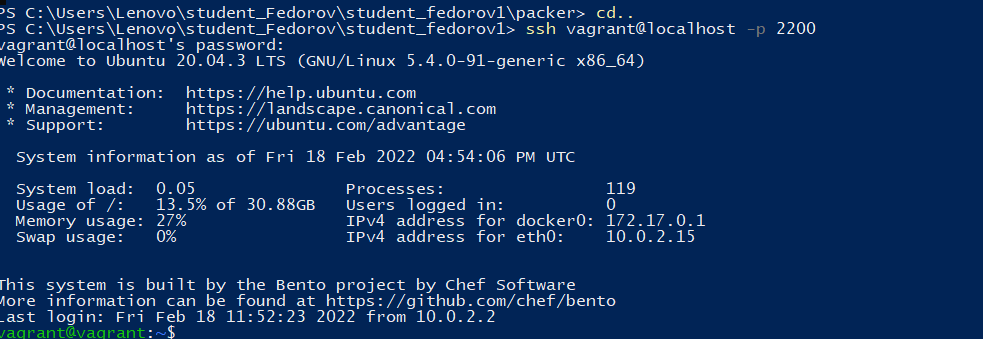 PS C:\Users\Lenovo\student_Fedorov\student_fedorov1\packer> cd..
PS C:\Users\Lenovo\student_Fedorov\student_fedorov1> ssh vagrant@localhost -p 2200
vagrant@localhost's password:
Welcome to Ubuntu 20.04.3 LTS (GNU/Linux 5.4.0-91-generic x86_64)
* Documentation:  https://help.ubuntu.com
* Management:     https://landscape.canonical.com
* Support:        https://ubuntu.com/advantage
System information as of Fri 18 Feb 2022 04:54:06 PM UTC
System load:  0.05              Processes:                119
Usage of /:   13.5% of 30.88GB  Users logged in:          0
Memory usage: 27%               IPv4 address for docker0: 172.17.0.1
Swap usage:   0%                IPv4 address for eth0:    10.0.2.15
This system is built by the Bento project by Chef Software
More information can be found at https://github.com/chef/bento
Last login: Fri Feb 18 11:52:23 2022 from 10.0.2.2
vagrant@vagrant:~$